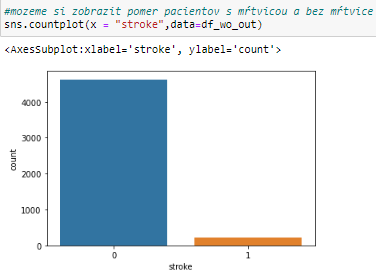 #mozeme si zobrazit pomer pacientov s mŕtvicou a bez mŕtvice
sns.countplot(x = "stroke",data=df_wo_out)
<AxesSubplot:xlabel='stroke', ylabel='count'>
4000
3000
2000
1000
0
count
0 1
stroke